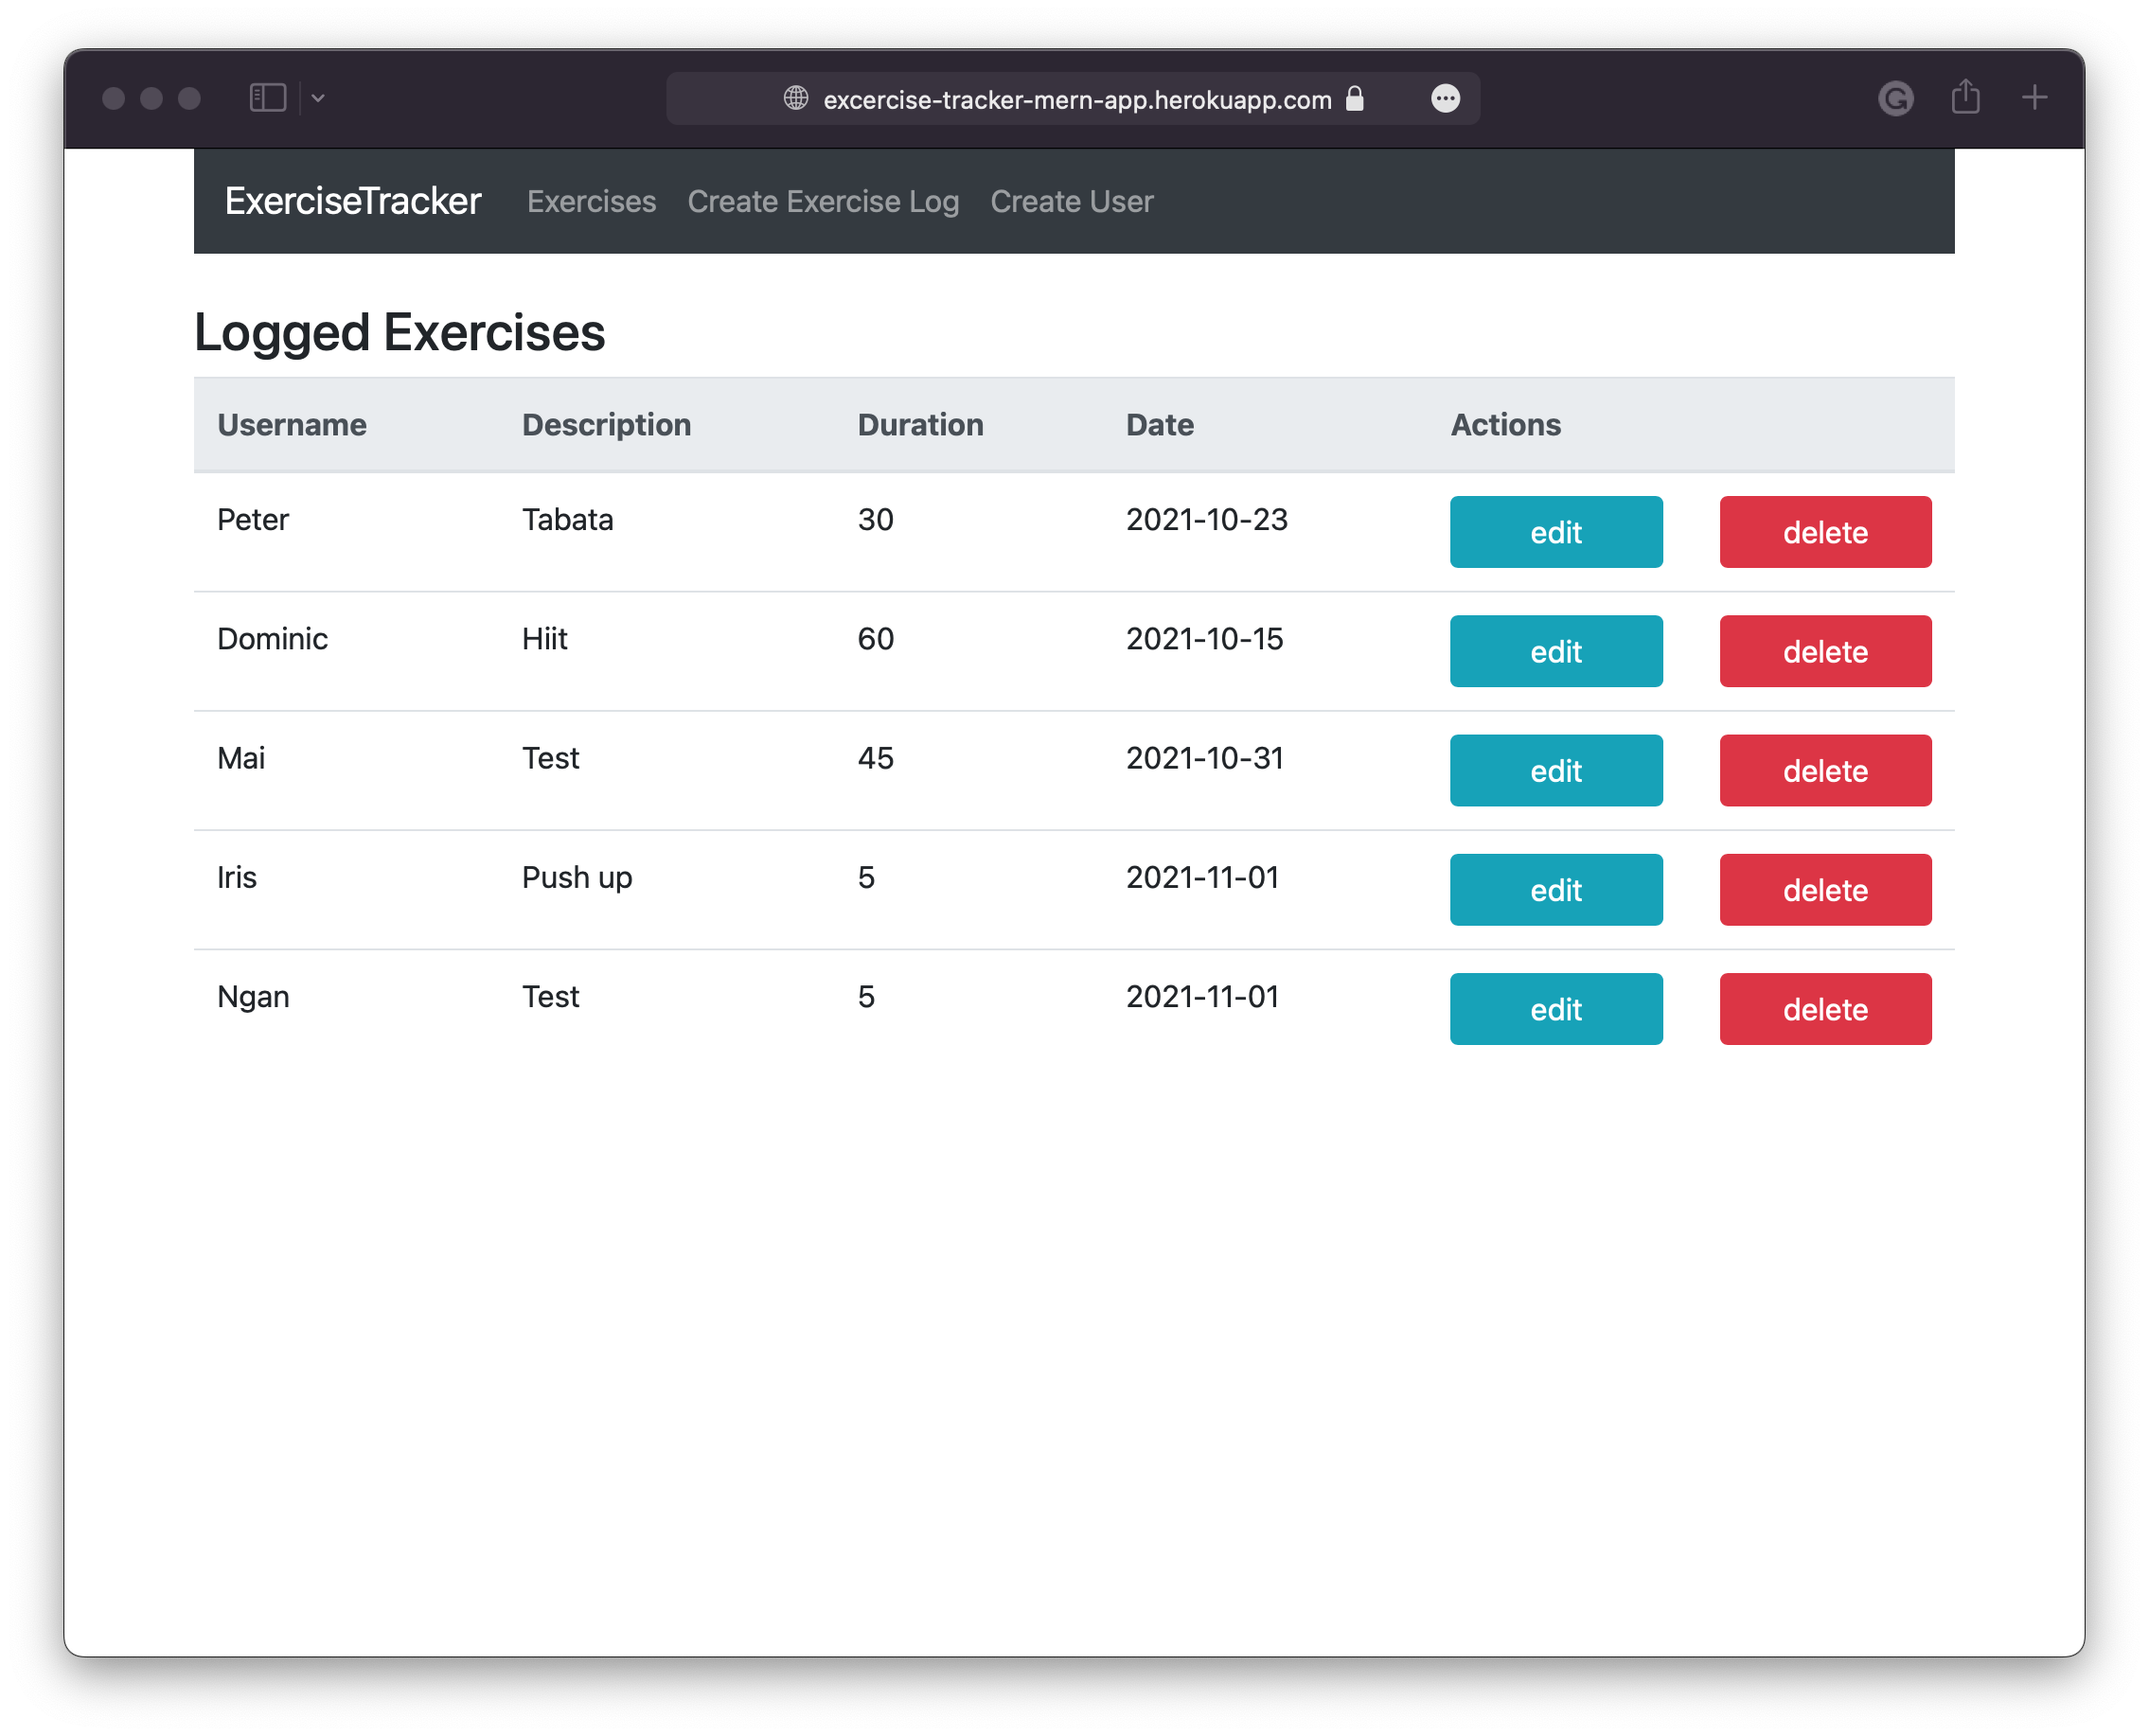 excercise-tracker-mern-app.herokuapp.com
ExerciseTracker Exercises Create Exercise Log Create User
Logged Exercises
Username Description Duration Date Actions
Peter Tabata 30 2021-10-23 edit delete
Dominic Hiit 60 2021-10-15 edit delete
Mai Test 45 2021-10-31 edit delete
Iris Push up 5 2021-11-01 edit delete
Ngan Test 5 2021-11-01 edit delete